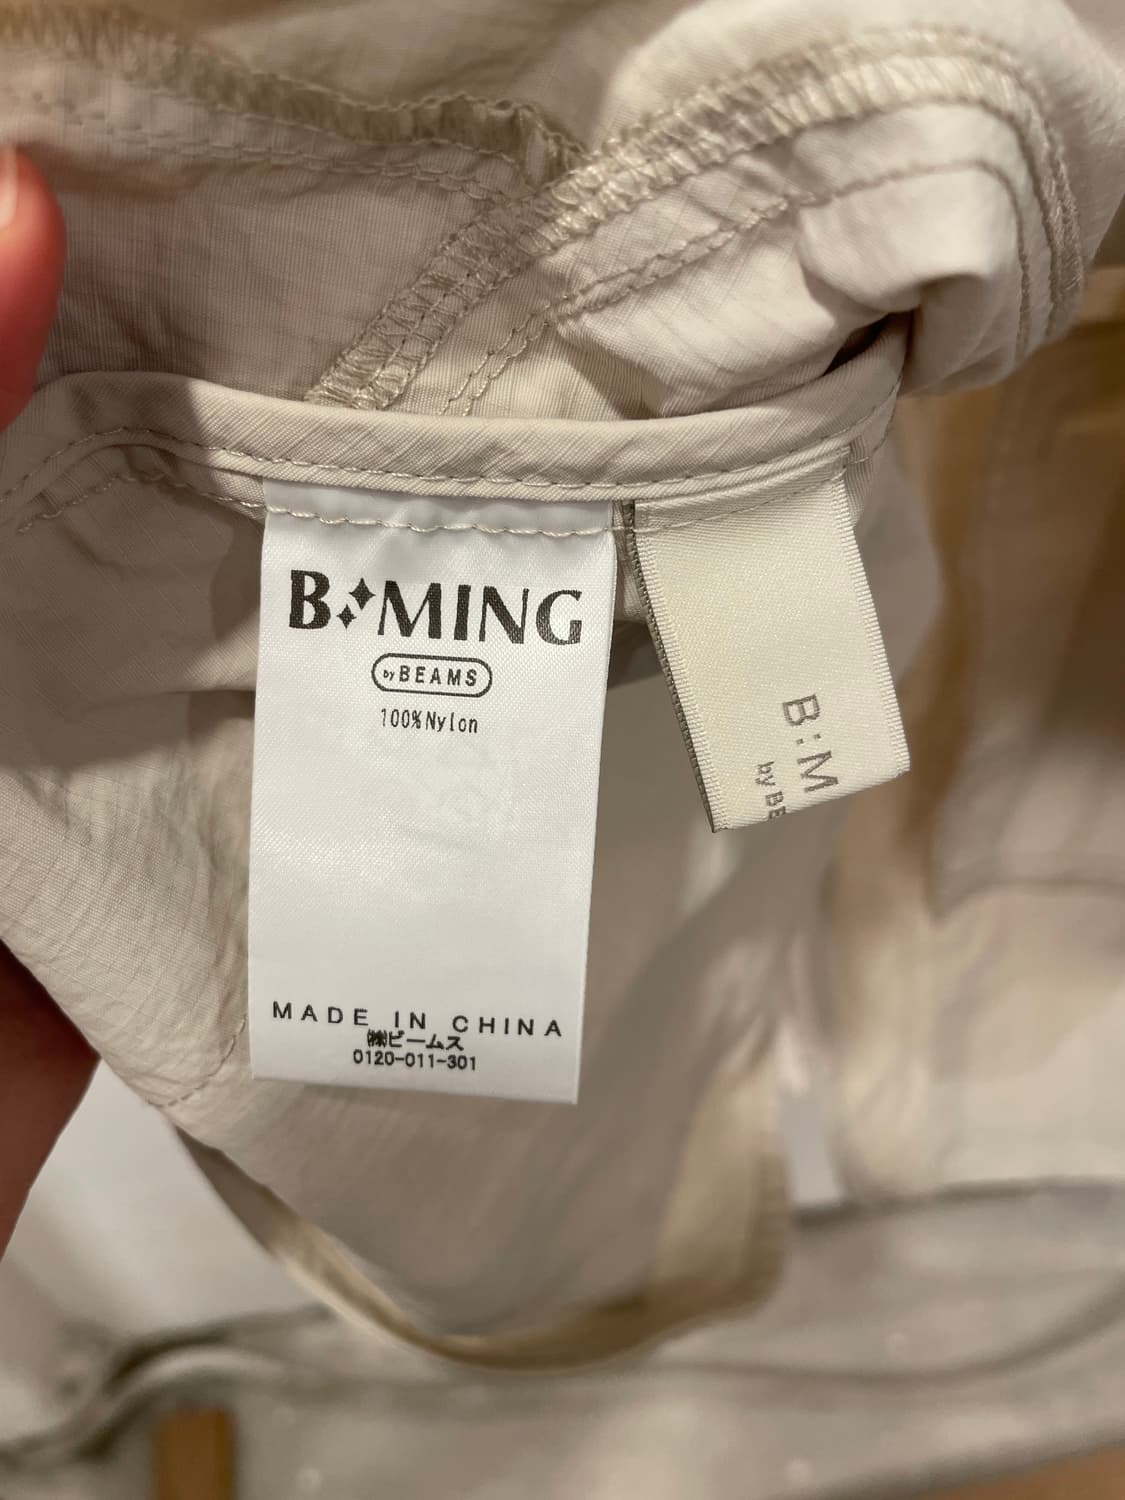 B:MING
by BEAMS
100%Nylon
MADE IN CHINA
㈱ビームス
0120-011-301
B:M
by BE